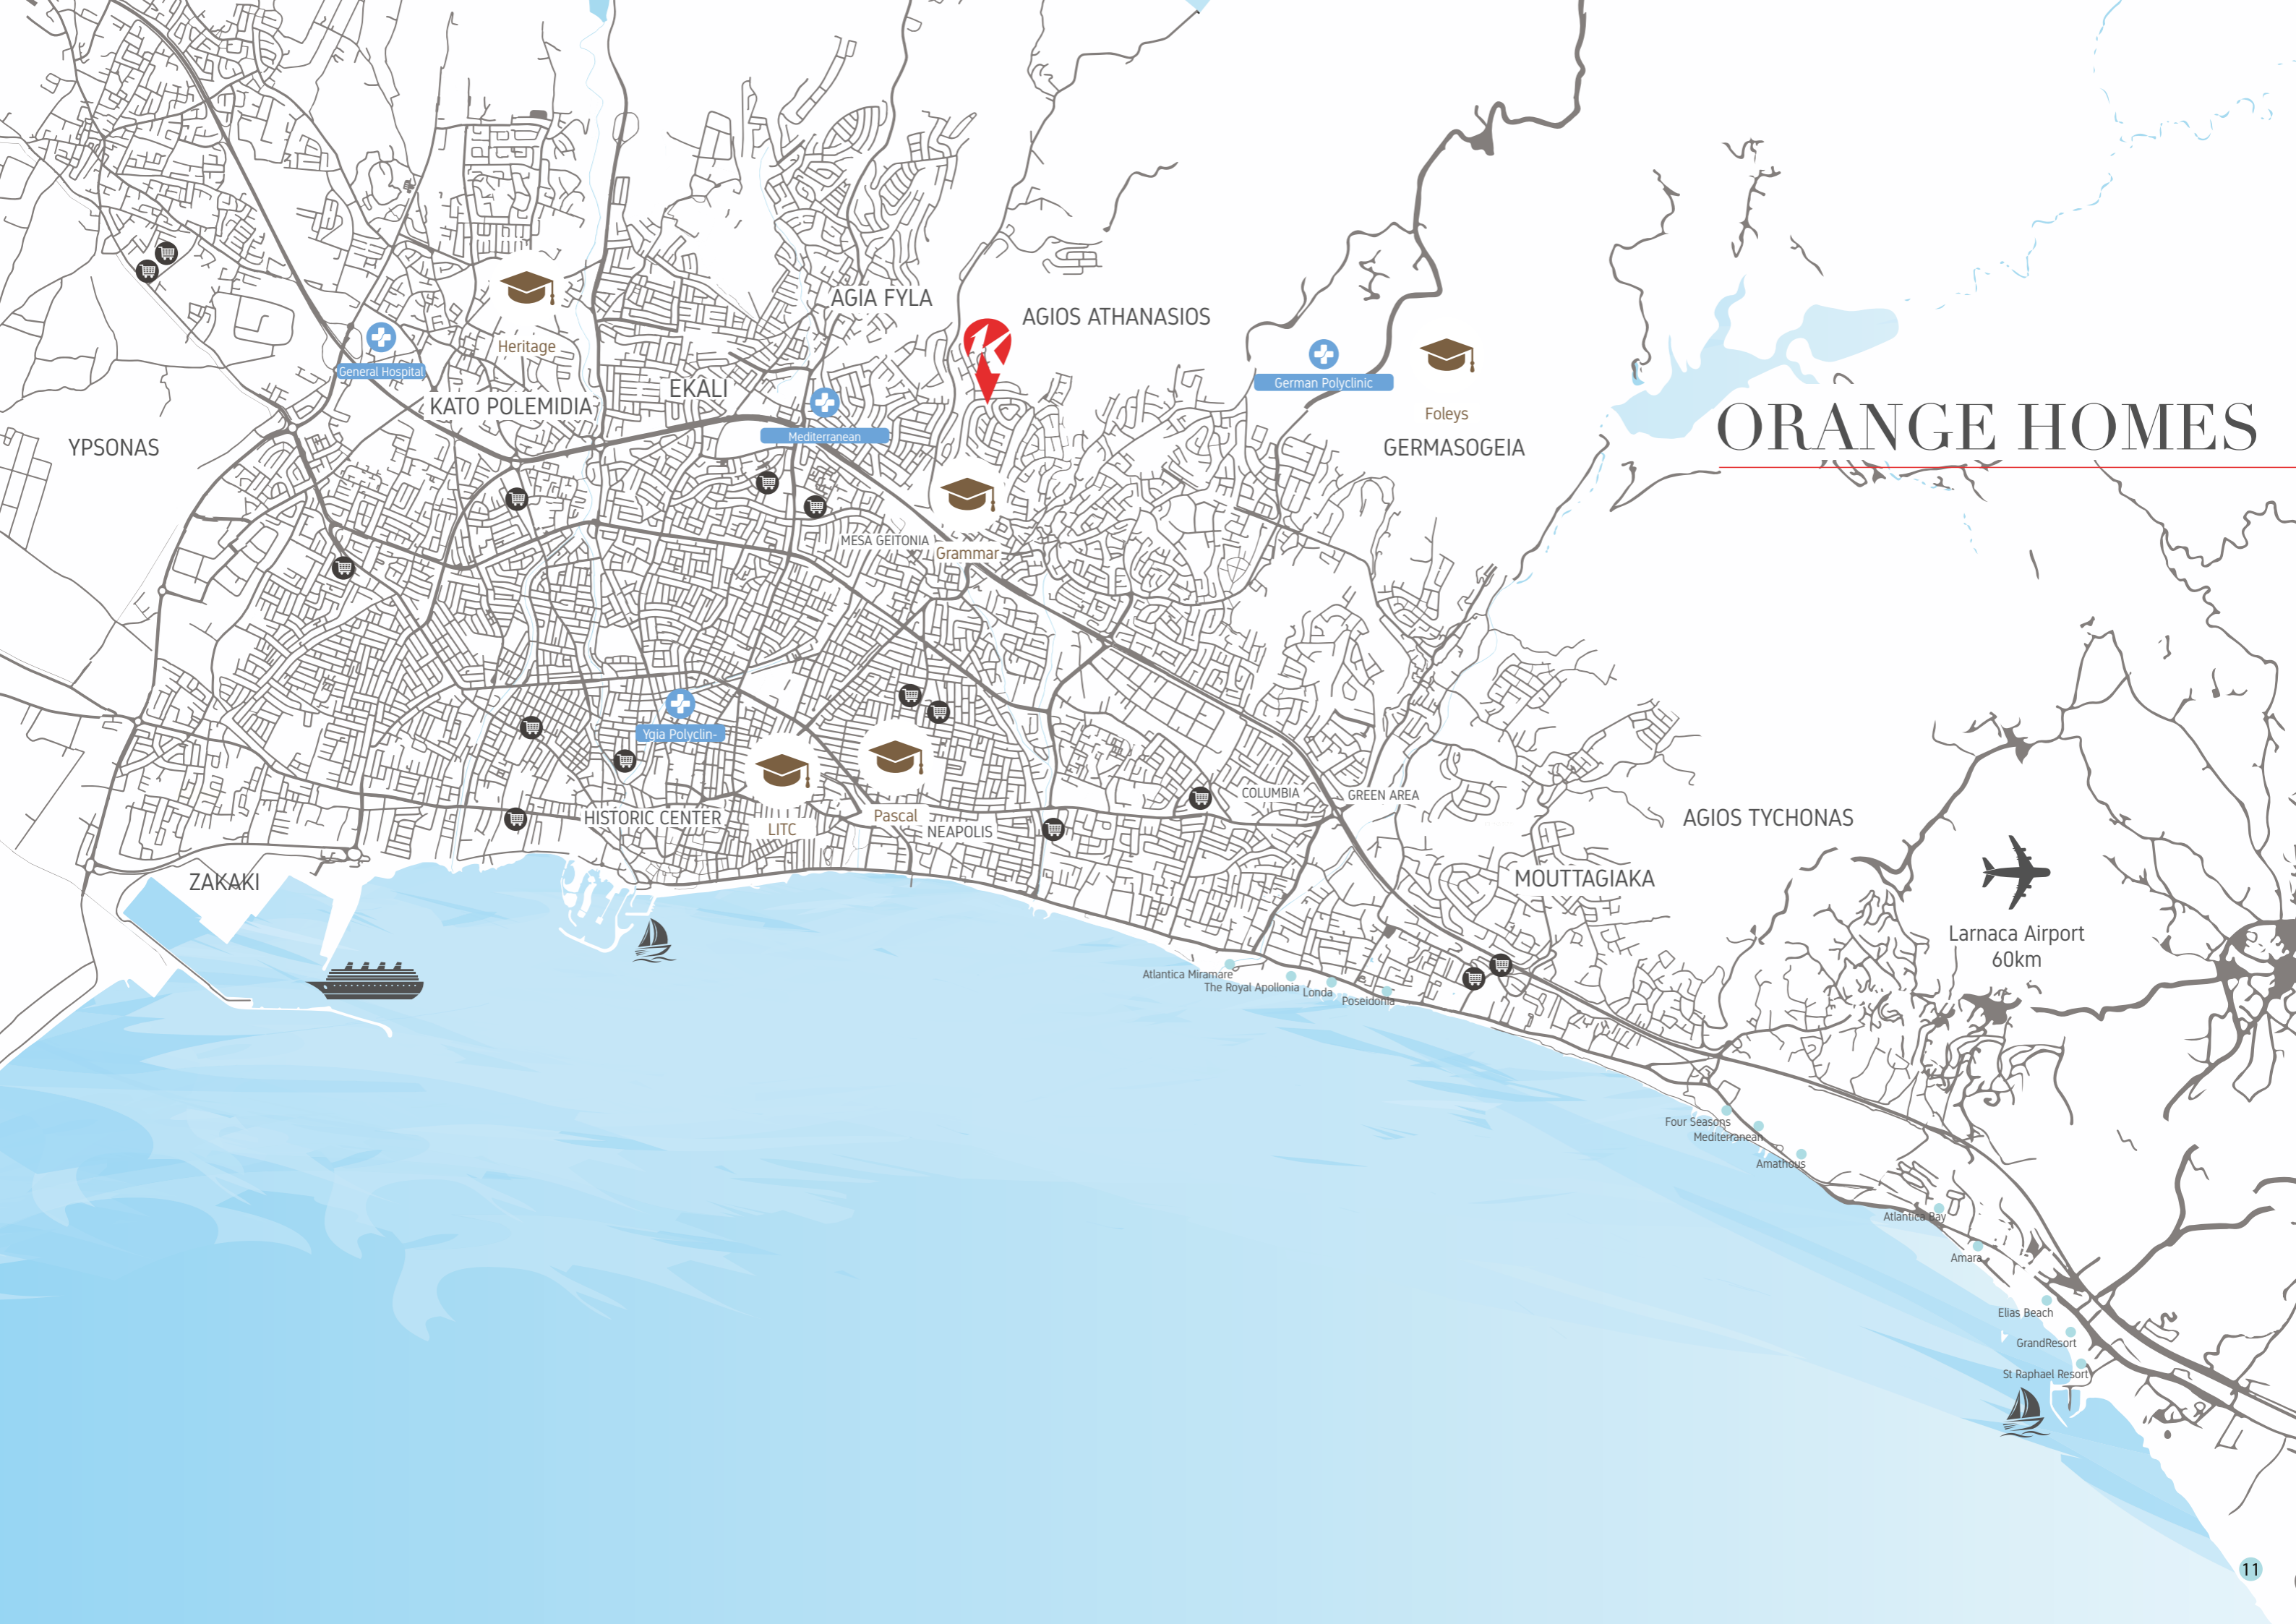 AGIA FYLA
AGIOS ATHANASIOS
Heritage
General Hospital
German Polyclinic
EKALI
KATO POLEMIDIA
Foleys
ORANGE HOMES
Mediterranean
YPSONAS
GERMASOGEIA
MESA GEITONIA
Grammar
Ygia Polyclin-
COLUMBIA
GREEN AREA
HISTORIC CENTER
Pascal
AGIOS TYCHONAS
LITC
NEAPOLIS
ZAKAKI
MOUTTAGIAKA
Larnaca Airport
60km
Atlantica Miramare
The Royal Apollonia
Londa
Poseidonia
Four Seasons
Mediterranean
Amathous
Atlantica Bay
Amara
Elias Beach
GrandResort
St Raphael Resort
11